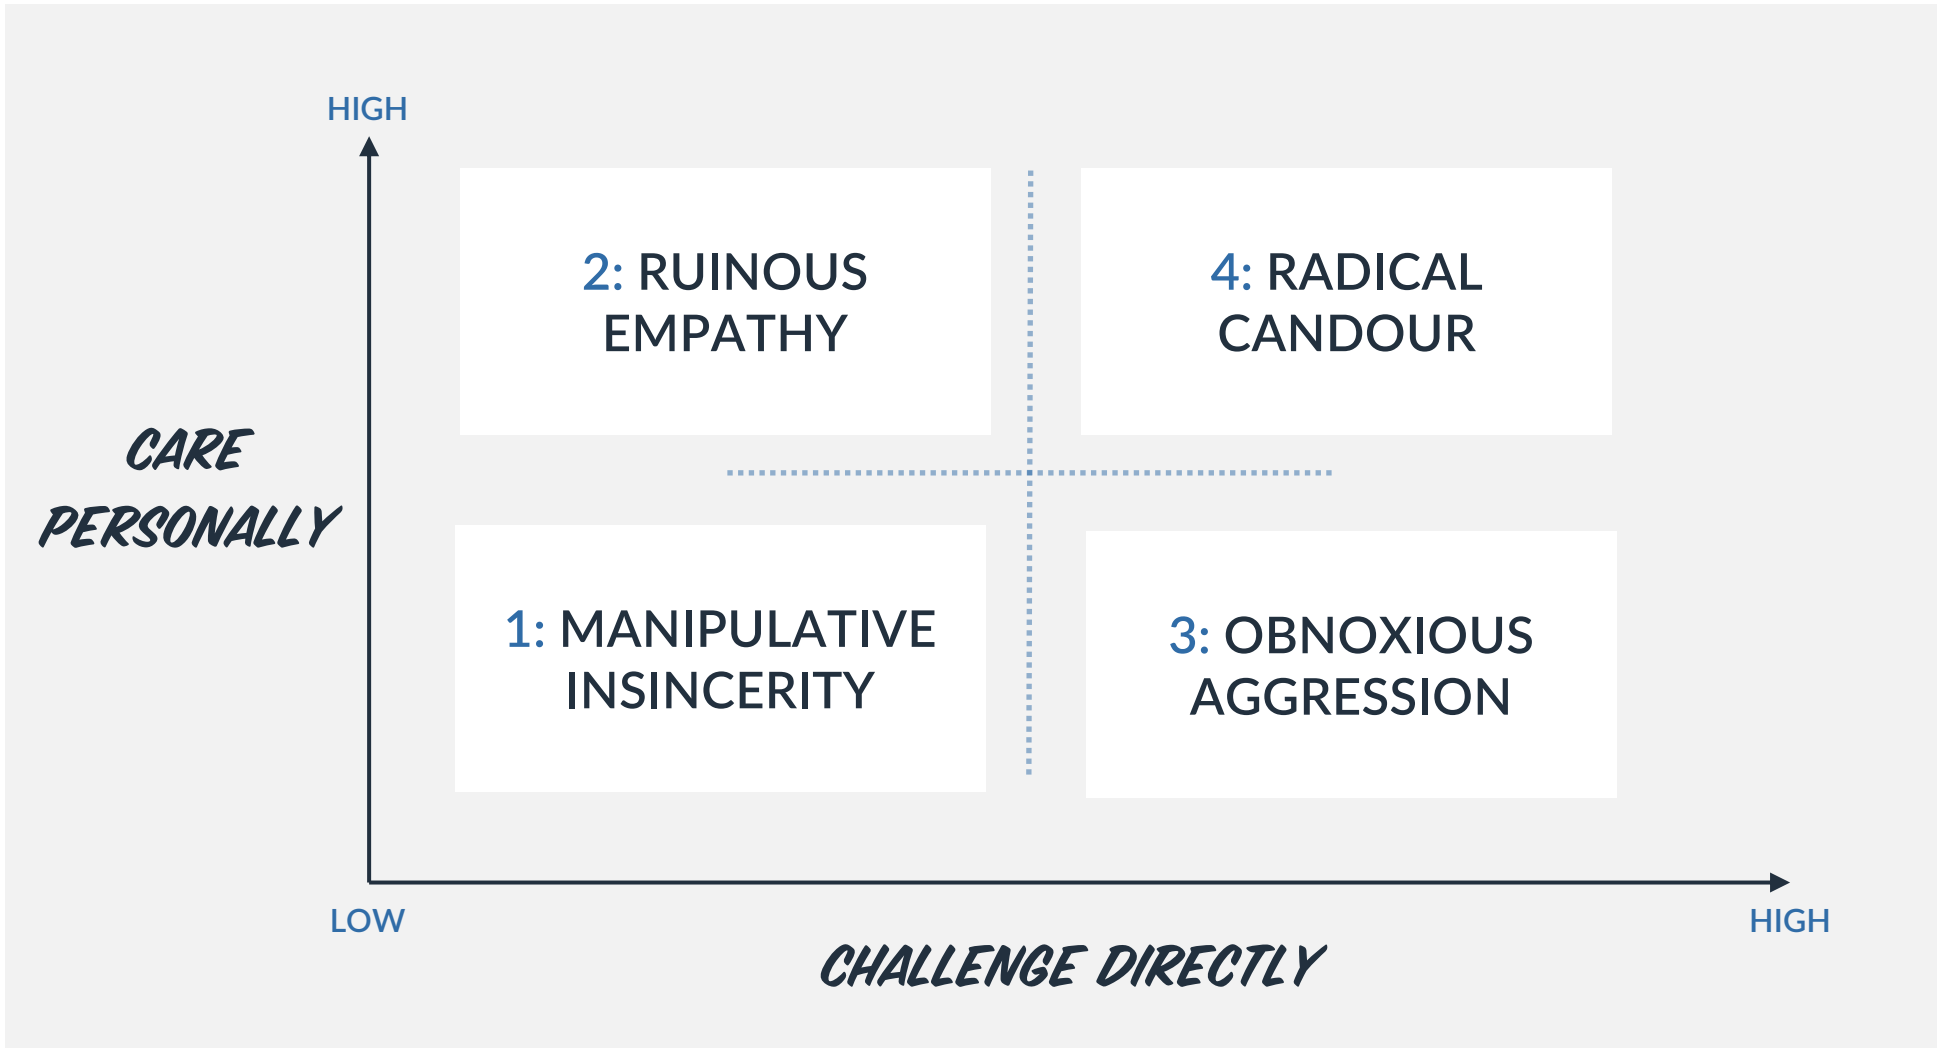 HIGH
2: RUINOUS
EMPATHY
4: RADICAL
CANDOUR
CARE
PERSONALLY
1: MANIPULATIVE
INSINCERITY
3: OBNOXIOUS
AGGRESSION
LOW
HIGH
CHALLENGE DIRECTLY